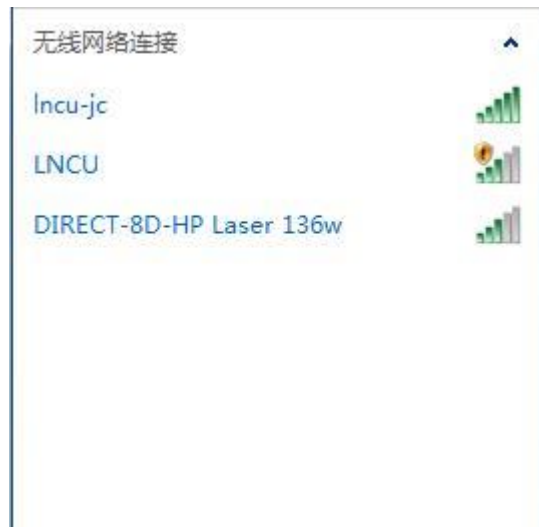 无线网络连接
lncu-jc
LNCU
DIRECT-8D-HP Laser 136w